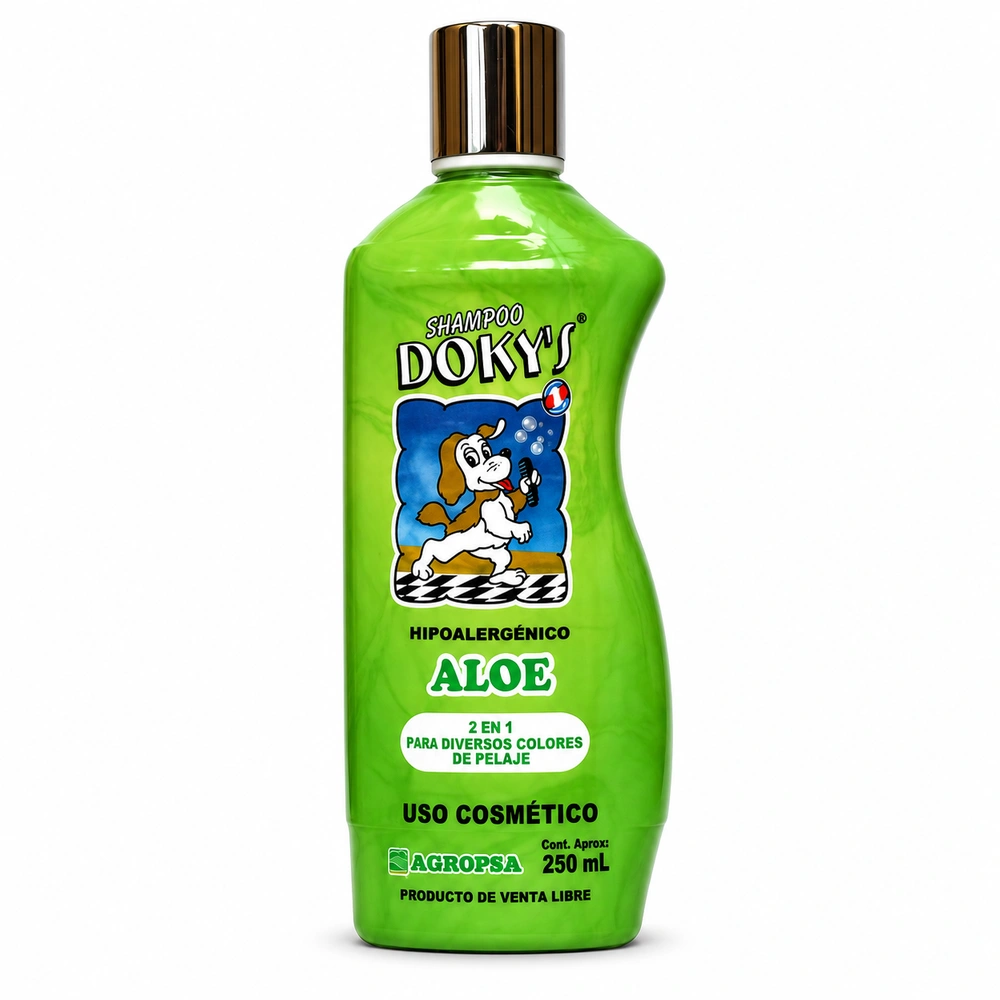 SHAMPOO
DOKY'S®
1
HIPOALERGÉNICO
ALOE
2 EN 1
PARA DIVERSOS COLORES
DE PELAJE
USO COSMÉTICO
AGROPSA
Cont. Aprox:
250 mL
PRODUCTO DE VENTA LIBRE